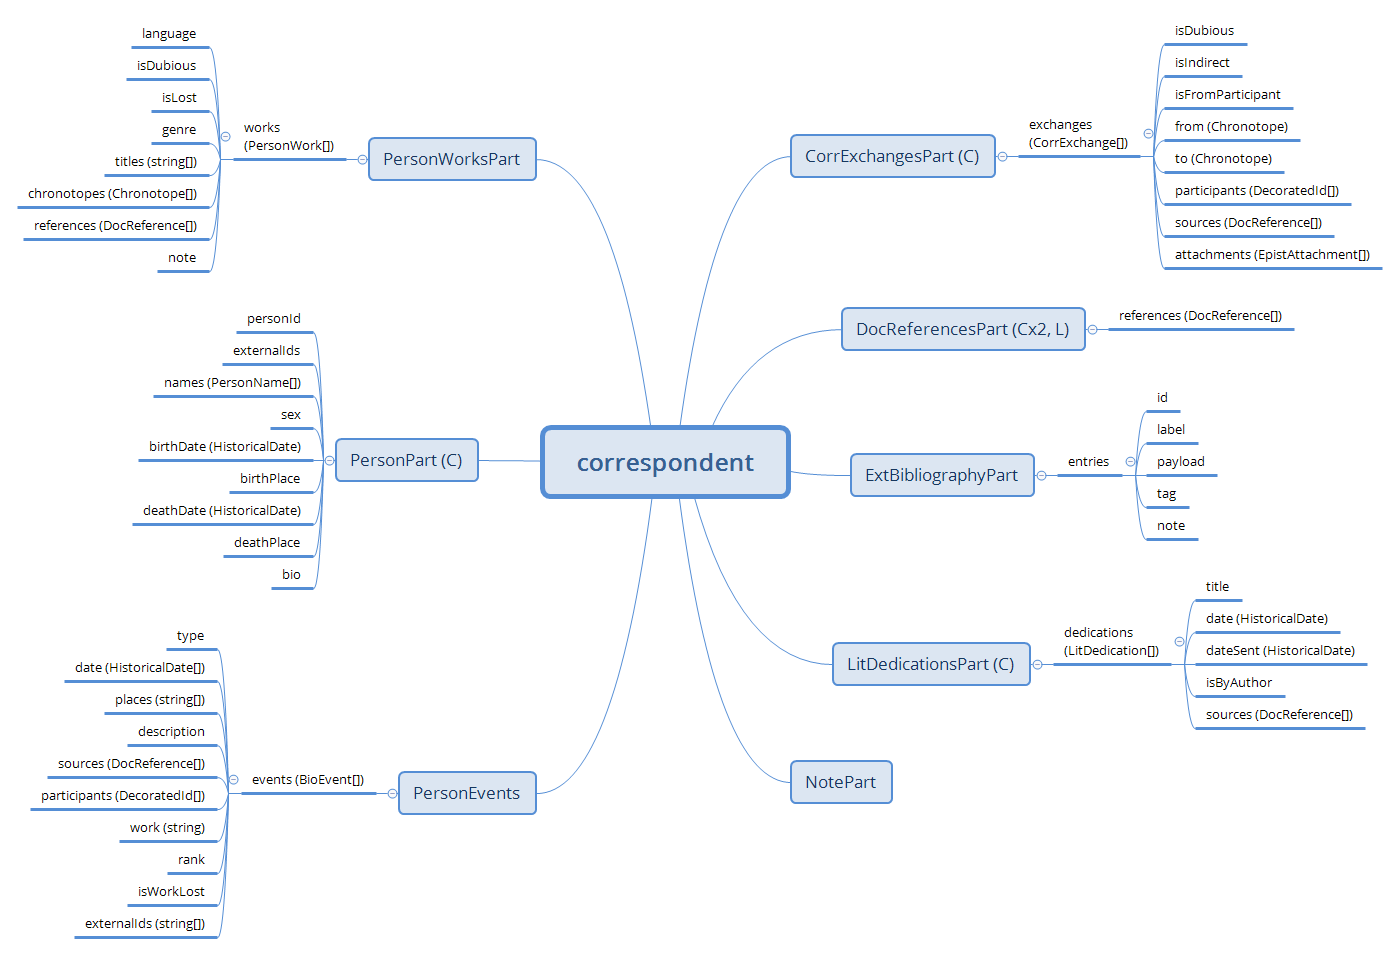 correspondent
PersonWorksPart
works
(PersonWork[])
language
isDubious
isLost
genre
titles (string[])
chronotopes (Chronotope[])
references (DocReference[])
note
PersonPart (C)
personId
externalIds
names (PersonName[])
sex
birthDate (HistoricalDate)
birthPlace
deathDate (HistoricalDate)
deathPlace
bio
PersonEvents
events (BioEvent[])
type
date (HistoricalDate[])
places (string[])
description
sources (DocReference[])
participants (DecoratedId[])
work (string)
rank
isWorkLost
externalIds (string[])
CorrExchangesPart (C)
exchanges
(CorrExchange[])
isDubious
isIndirect
isFromParticipant
from (Chronotope)
to (Chronotope)
participants (DecoratedId[])
sources (DocReference[])
attachments (EpistAttachment[])
DocReferencesPart (Cx2, L)
references (DocReference[])
ExtBibliographyPart
entries
id
label
payload
tag
note
LitDedicationsPart (C)
dedications
(LitDedication[])
title
date (HistoricalDate)
dateSent (HistoricalDate)
isByAuthor
sources (DocReference[])
NotePart